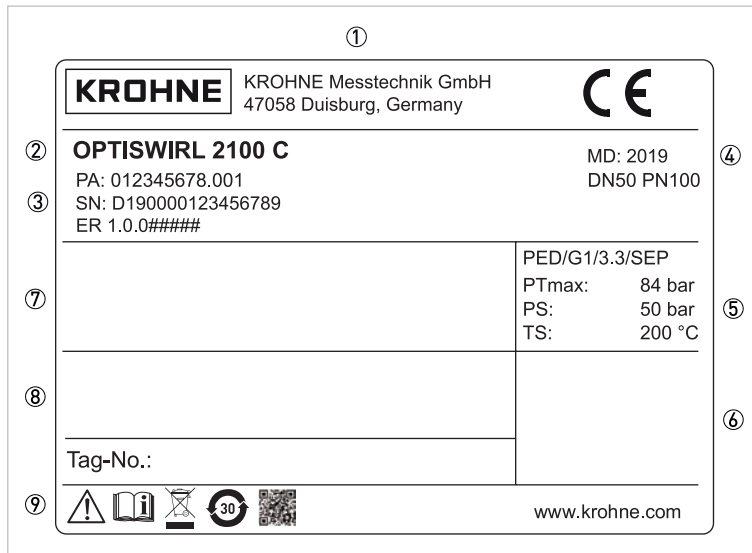 ①
KROHNE
KROHNE Messtechnik GmbH
47058 Duisburg, Germany
CE
②
OPTISWIRL 2100 C
MD: 2019
④
PA: 012345678.001
DN50 PN100
③
SN: D190000123456789
ER 1.0.0#####
PED/G1/3.3/SEP
⑦
PTmax: 84 bar
PS: 50 bar
⑤
TS: 200 °C
⑧
⑥
Tag-No.:
⑨
30
www.krohne.com